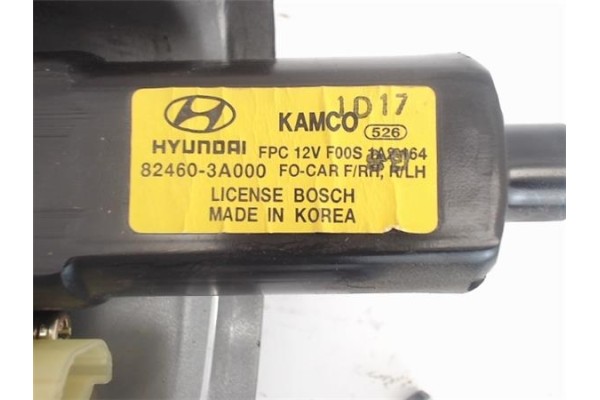 1D17
HYUNDAI
KAMCO 526
FPC 12V F00S
82460-3A000 FO-CAR F/RH, R/LH
LICENSE BOSCH
MADE IN KOREA